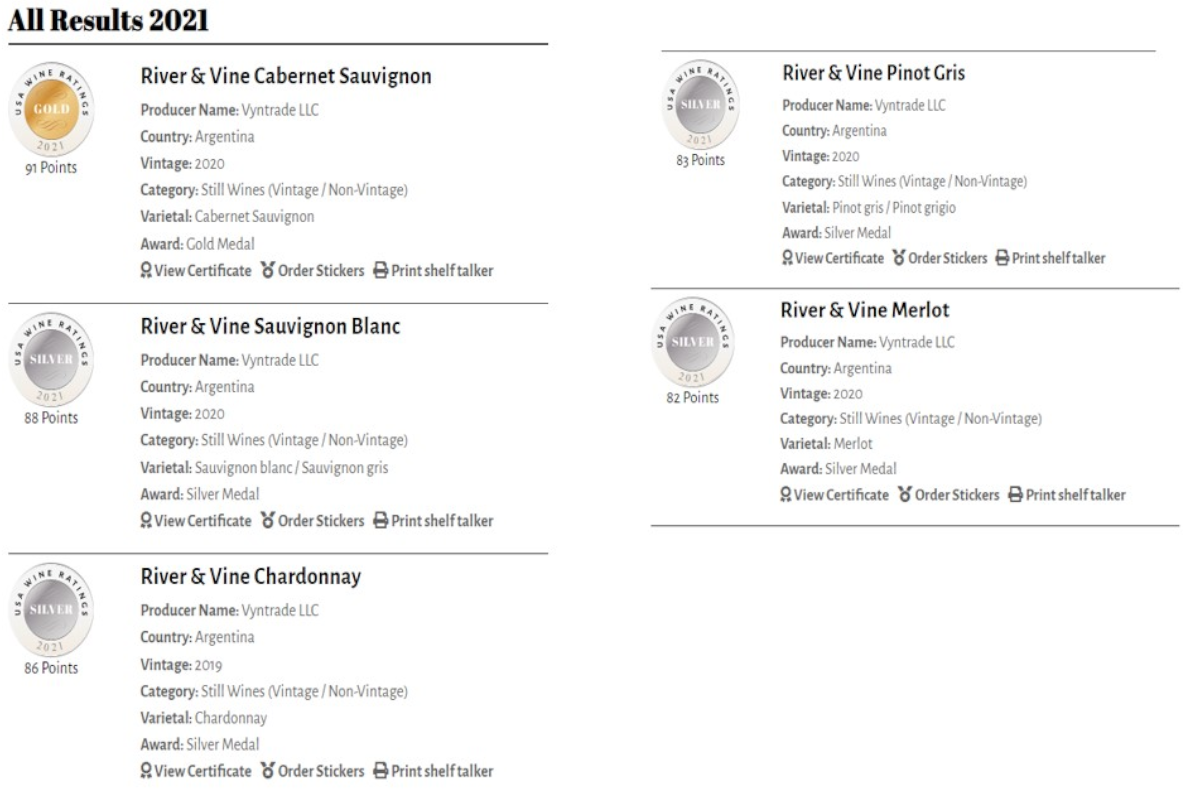 All Results 2021
USA WINE RATINGS
GOLD
2021
91 Points
River & Vine Cabernet Sauvignon
Producer Name: Vyntrade LLC
Country: Argentina
Vintage: 2020
Category: Still Wines (Vintage / Non-Vintage)
Varietal: Cabernet Sauvignon
Award: Gold Medal
View Certificate Order Stickers Print shelf talker
USA WINE RATINGS
SILVER
2021
88 Points
River & Vine Sauvignon Blanc
Producer Name: Vyntrade LLC
Country: Argentina
Vintage: 2020
Category: Still Wines (Vintage / Non-Vintage)
Varietal: Sauvignon blanc / Sauvignon gris
Award: Silver Medal
View Certificate Order Stickers Print shelf talker
USA WINE RATINGS
SILVER
2021
86 Points
River & Vine Chardonnay
Producer Name: Vyntrade LLC
Country: Argentina
Vintage: 2019
Category: Still Wines (Vintage / Non-Vintage)
Varietal: Chardonnay
Award: Silver Medal
View Certificate Order Stickers Print shelf talker
USA WINE RATINGS
SILVER
2021
83 Points
River & Vine Pinot Gris
Producer Name: Vyntrade LLC
Country: Argentina
Vintage: 2020
Category: Still Wines (Vintage / Non-Vintage)
Varietal: Pinot gris / Pinot grigio
Award: Silver Medal
View Certificate Order Stickers Print shelf talker
USA WINE RATINGS
SILVER
2021
82 Points
River & Vine Merlot
Producer Name: Vyntrade LLC
Country: Argentina
Vintage: 2020
Category: Still Wines (Vintage / Non-Vintage)
Varietal: Merlot
Award: Silver Medal
View Certificate Order Stickers Print shelf talker